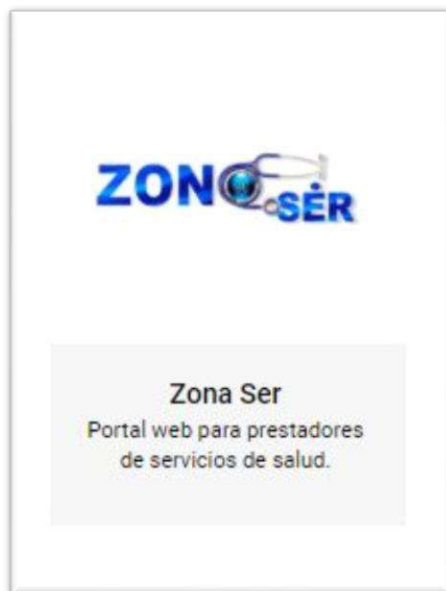 ZONA SER
Zona Ser
Portal web para prestadores
de servicios de salud.